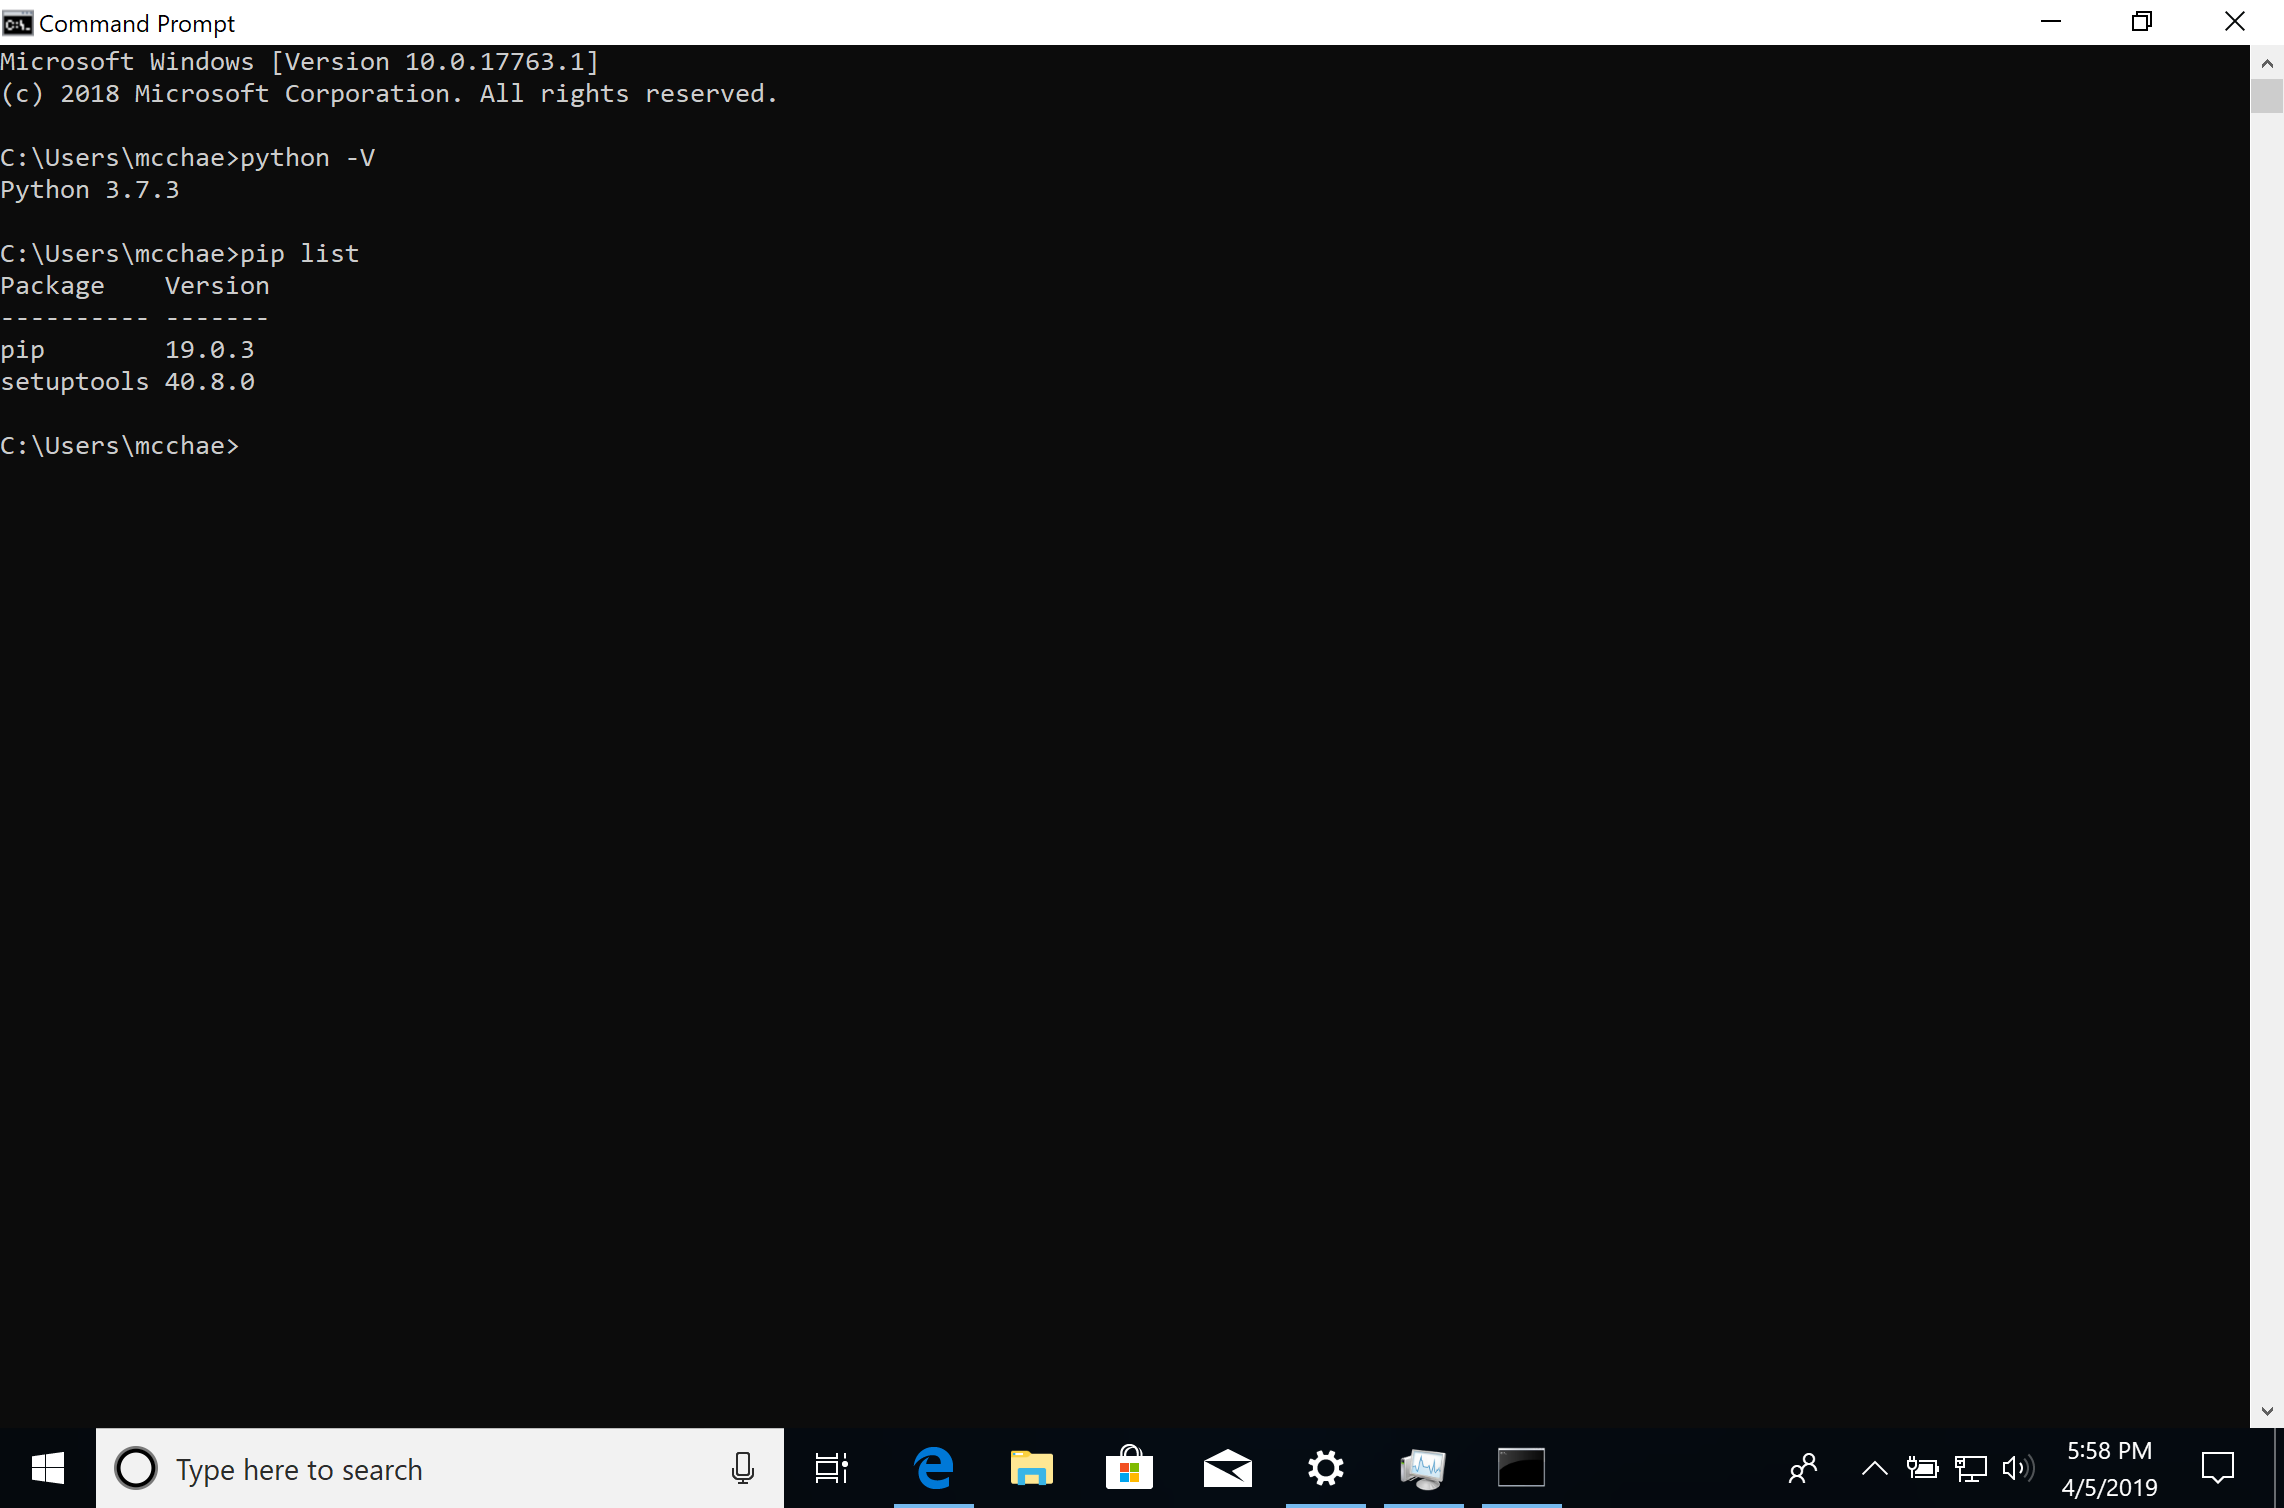 Command Prompt
Microsoft Windows [Version 10.0.17763.1]
(c) 2018 Microsoft Corporation. All rights reserved.
C:\Users\mcchae>python -V
Python 3.7.3
C:\Users\mcchae>pip list
Package    Version
---------- -------
pip        19.0.3
setuptools 40.8.0
C:\Users\mcchae>
Type here to search
5:58 PM
4/5/2019